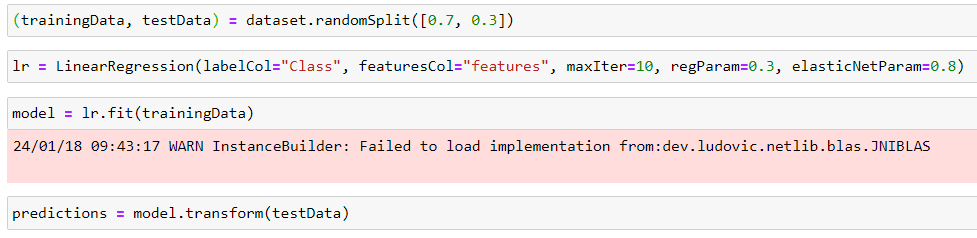 (trainingData, testData) = dataset.randomSplit([0.7, 0.3])
lr = LinearRegression(labelCol="Class", featuresCol="features", maxIter=10, regParam=0.3, elasticNetParam=0.8)
model = lr.fit(trainingData)
24/01/18 09:43:17 WARN InstanceBuilder: Failed to load implementation from:dev.ludovic.netlib.blas.JNIBLAS
predictions = model.transform(testData)